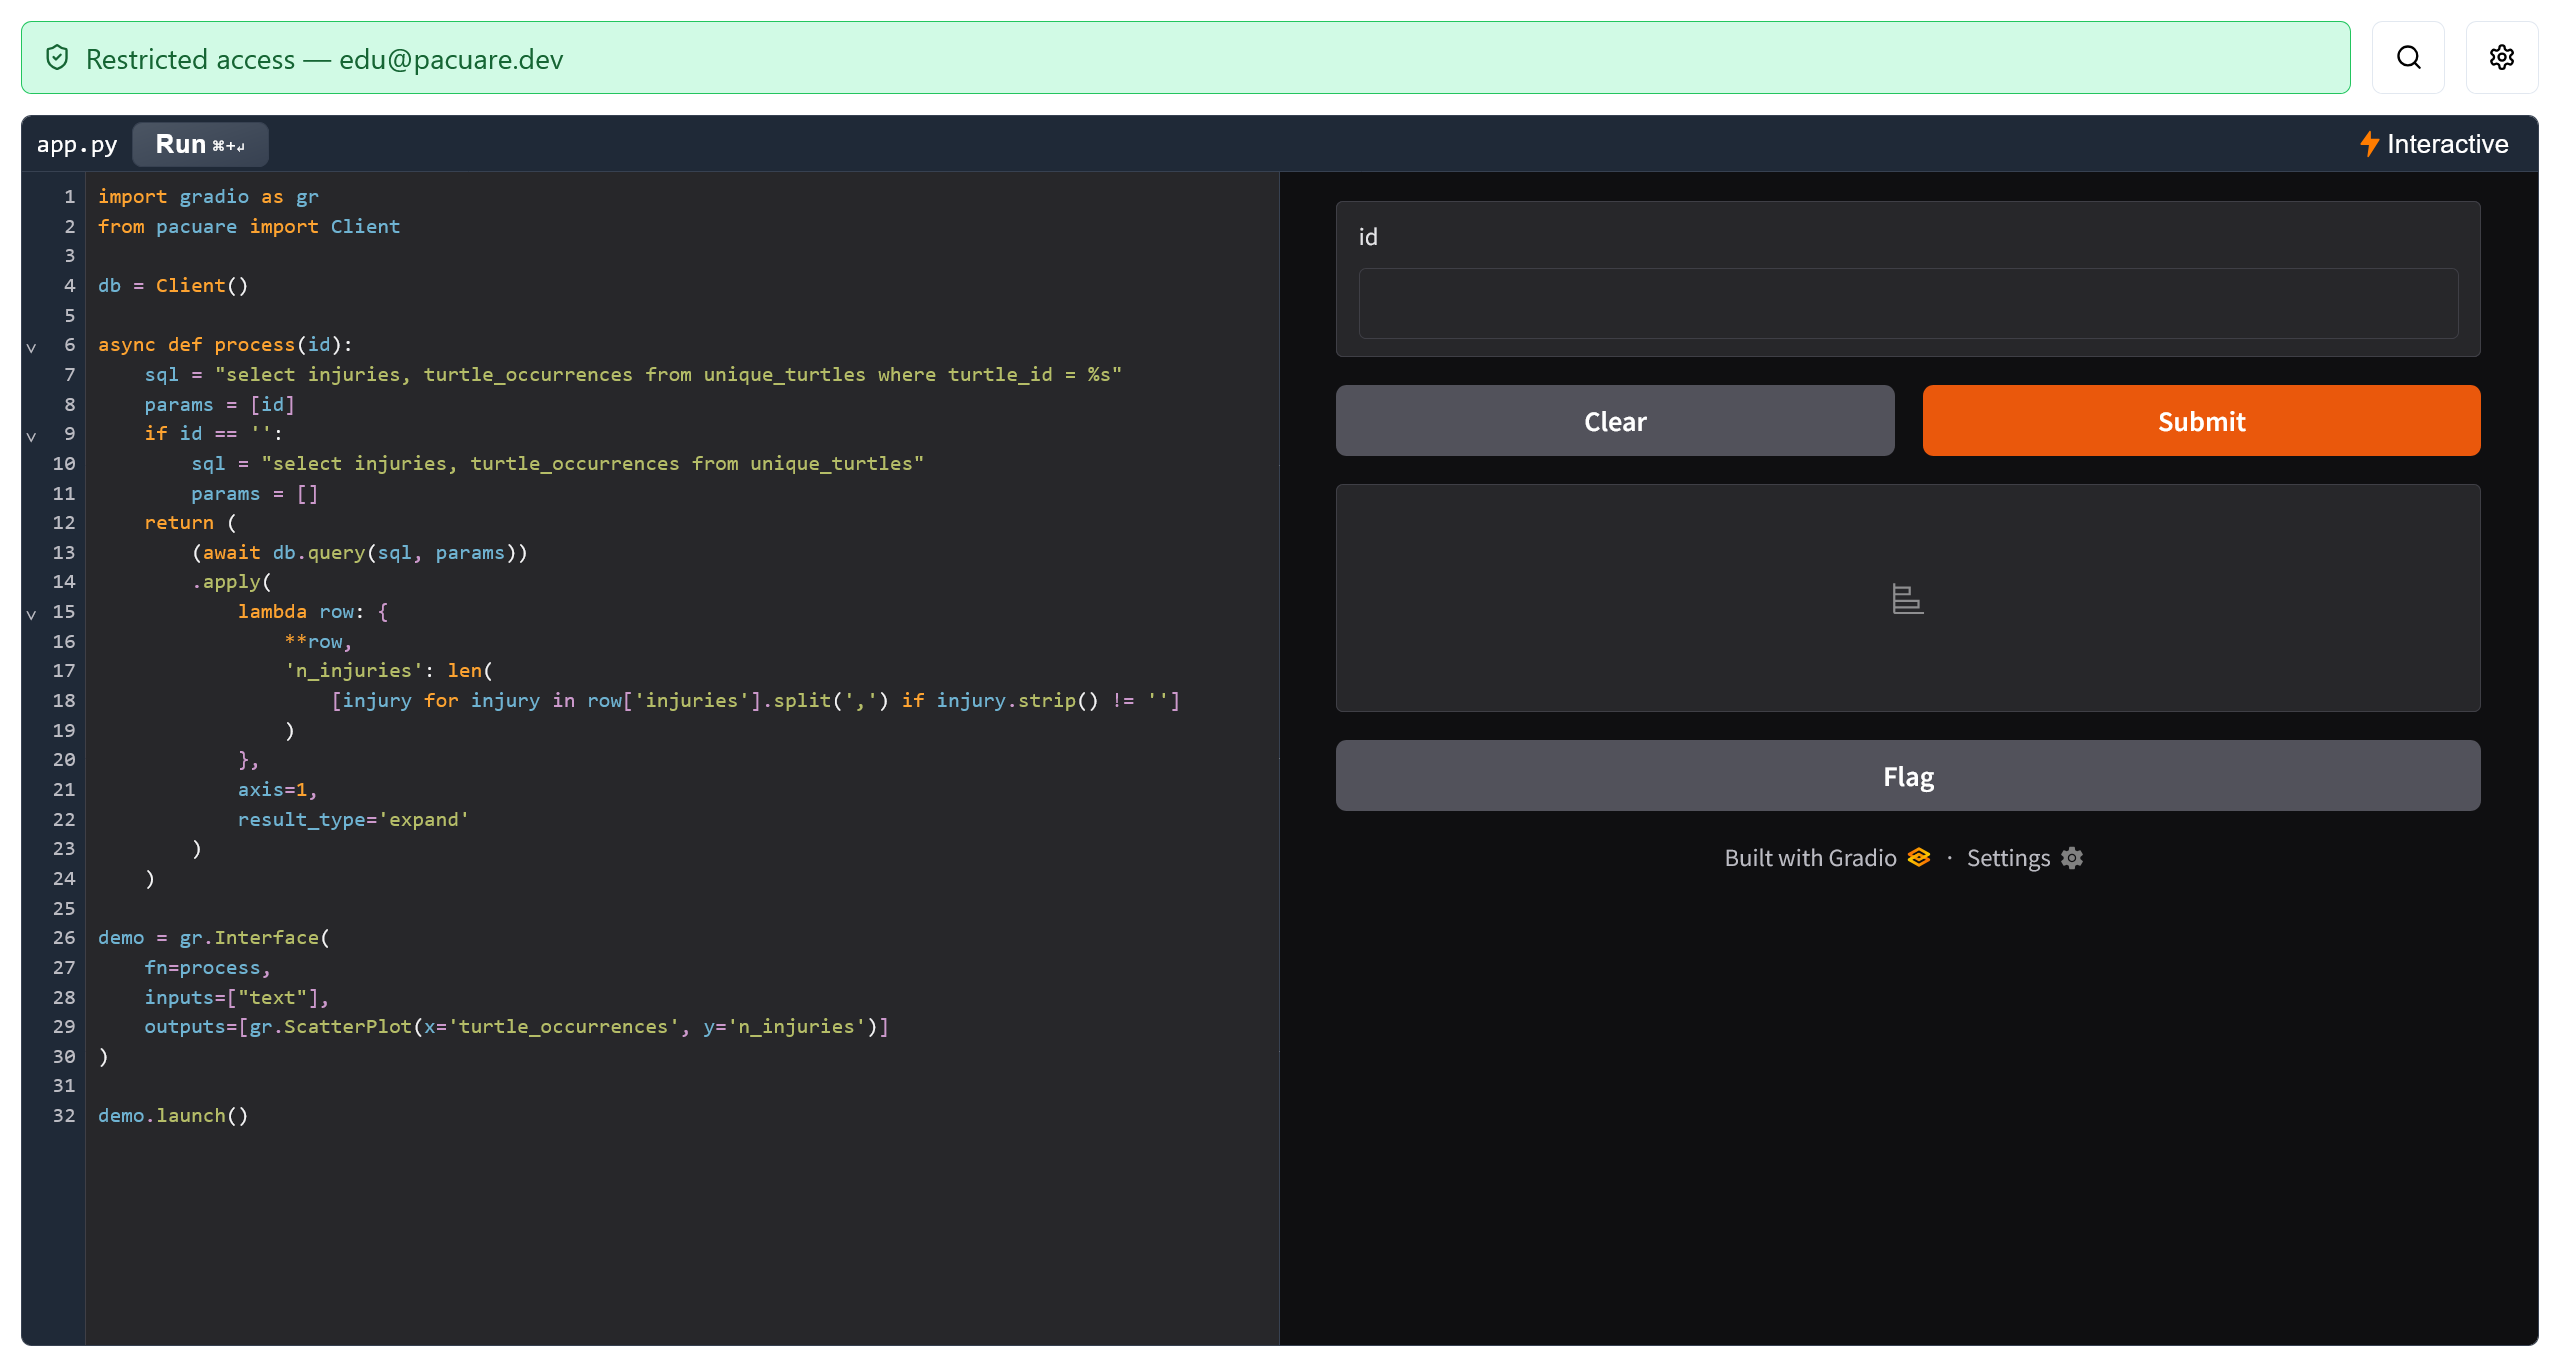 Restricted access — edu@pacuare.dev
app.py Run ⌘+↵ Interactive
1 import gradio as gr
2 from pacuare import Client
3
4 db = Client()
5
6 async def process(id):
7     sql = "select injuries, turtle_occurrences from unique_turtles where turtle_id = %s"
8     params = [id]
9     if id == '':
10         sql = "select injuries, turtle_occurrences from unique_turtles"
11         params = []
12     return (
13         (await db.query(sql, params))
14         .apply(
15             lambda row: {
16                 **row,
17                 'n_injuries': len(
18                     [injury for injury in row['injuries'].split(',') if injury.strip() != '']
19                 )
20             },
21             axis=1,
22             result_type='expand'
23         )
24     )
25
26 demo = gr.Interface(
27     fn=process,
28     inputs=["text"],
29     outputs=[gr.ScatterPlot(x='turtle_occurrences', y='n_injuries')]
30 )
31
32 demo.launch()
id
Clear
Submit
Flag
Built with Gradio · Settings